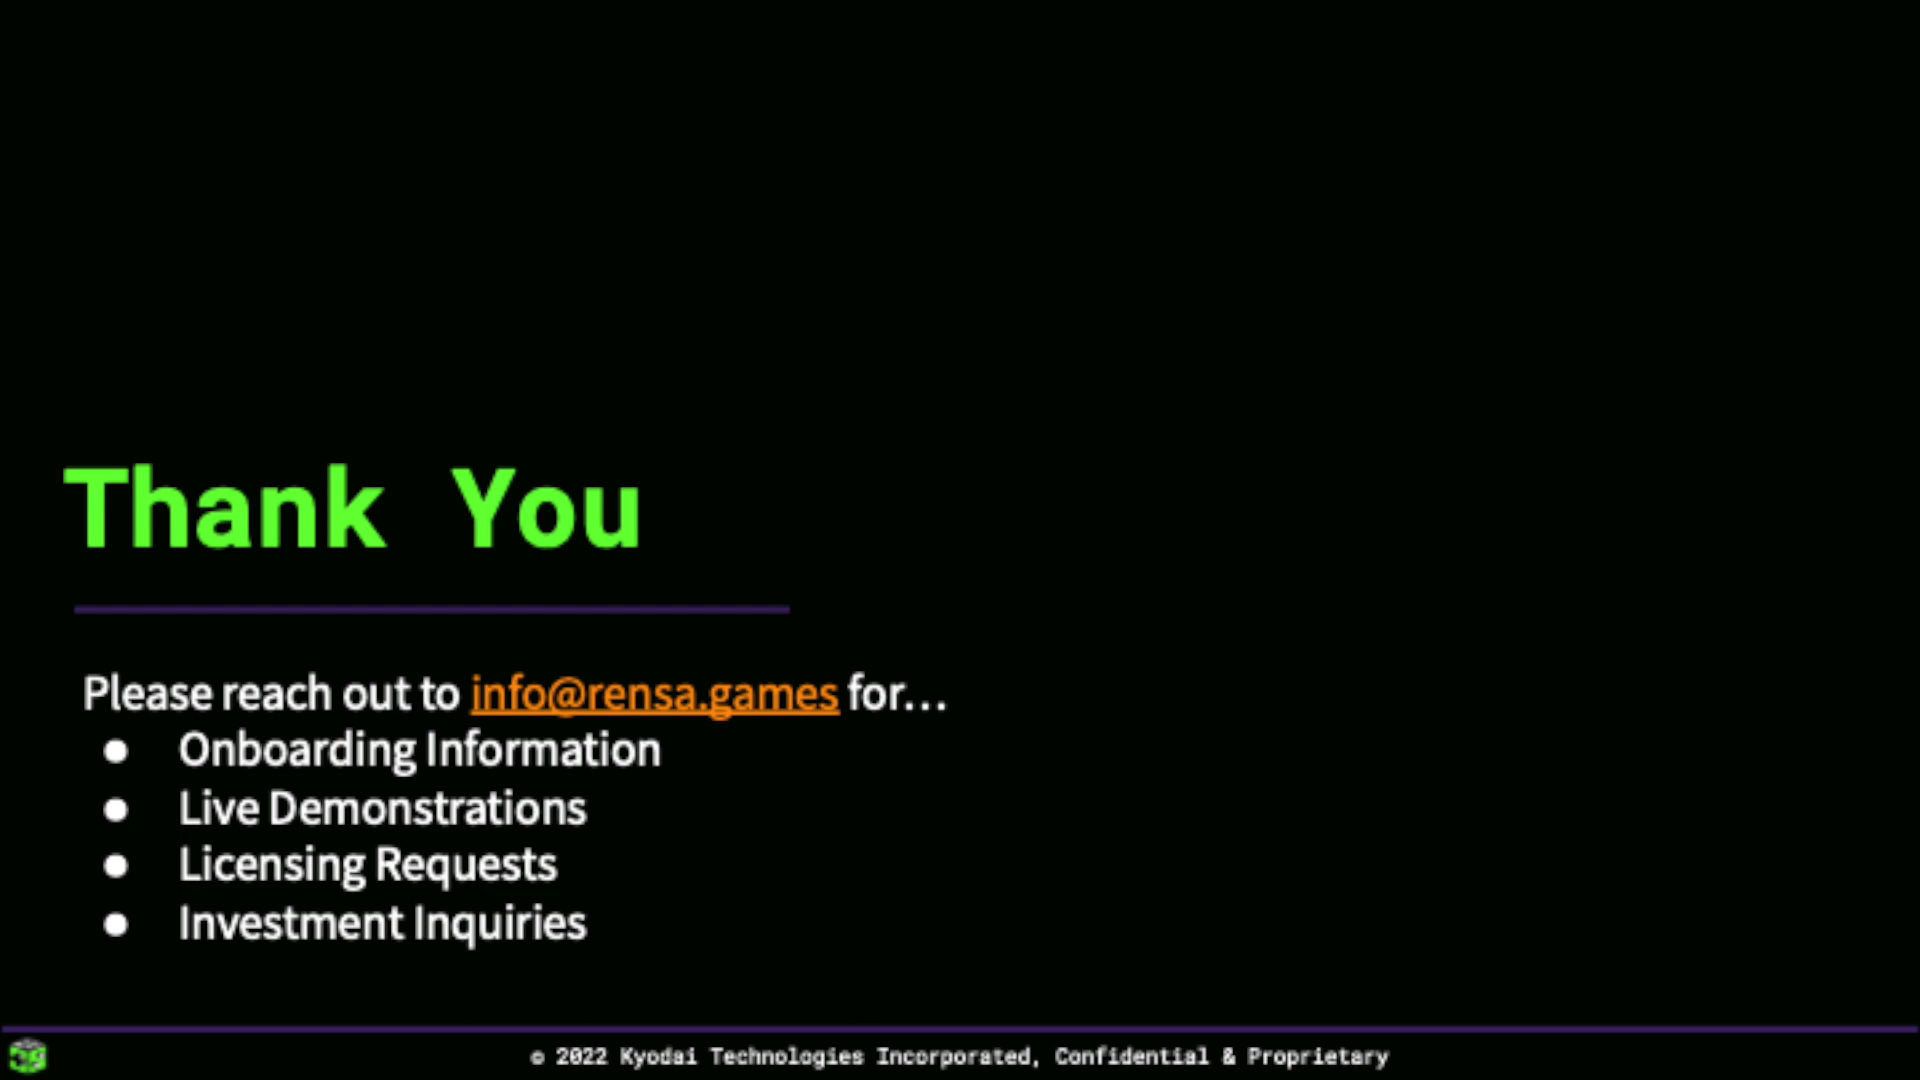 Thank You
Please reach out to info@rensa.games for...
● Onboarding Information
● Live Demonstrations
● Licensing Requests
● Investment Inquiries
© 2022 Kyodai Technologies Incorporated, Confidential & Proprietary